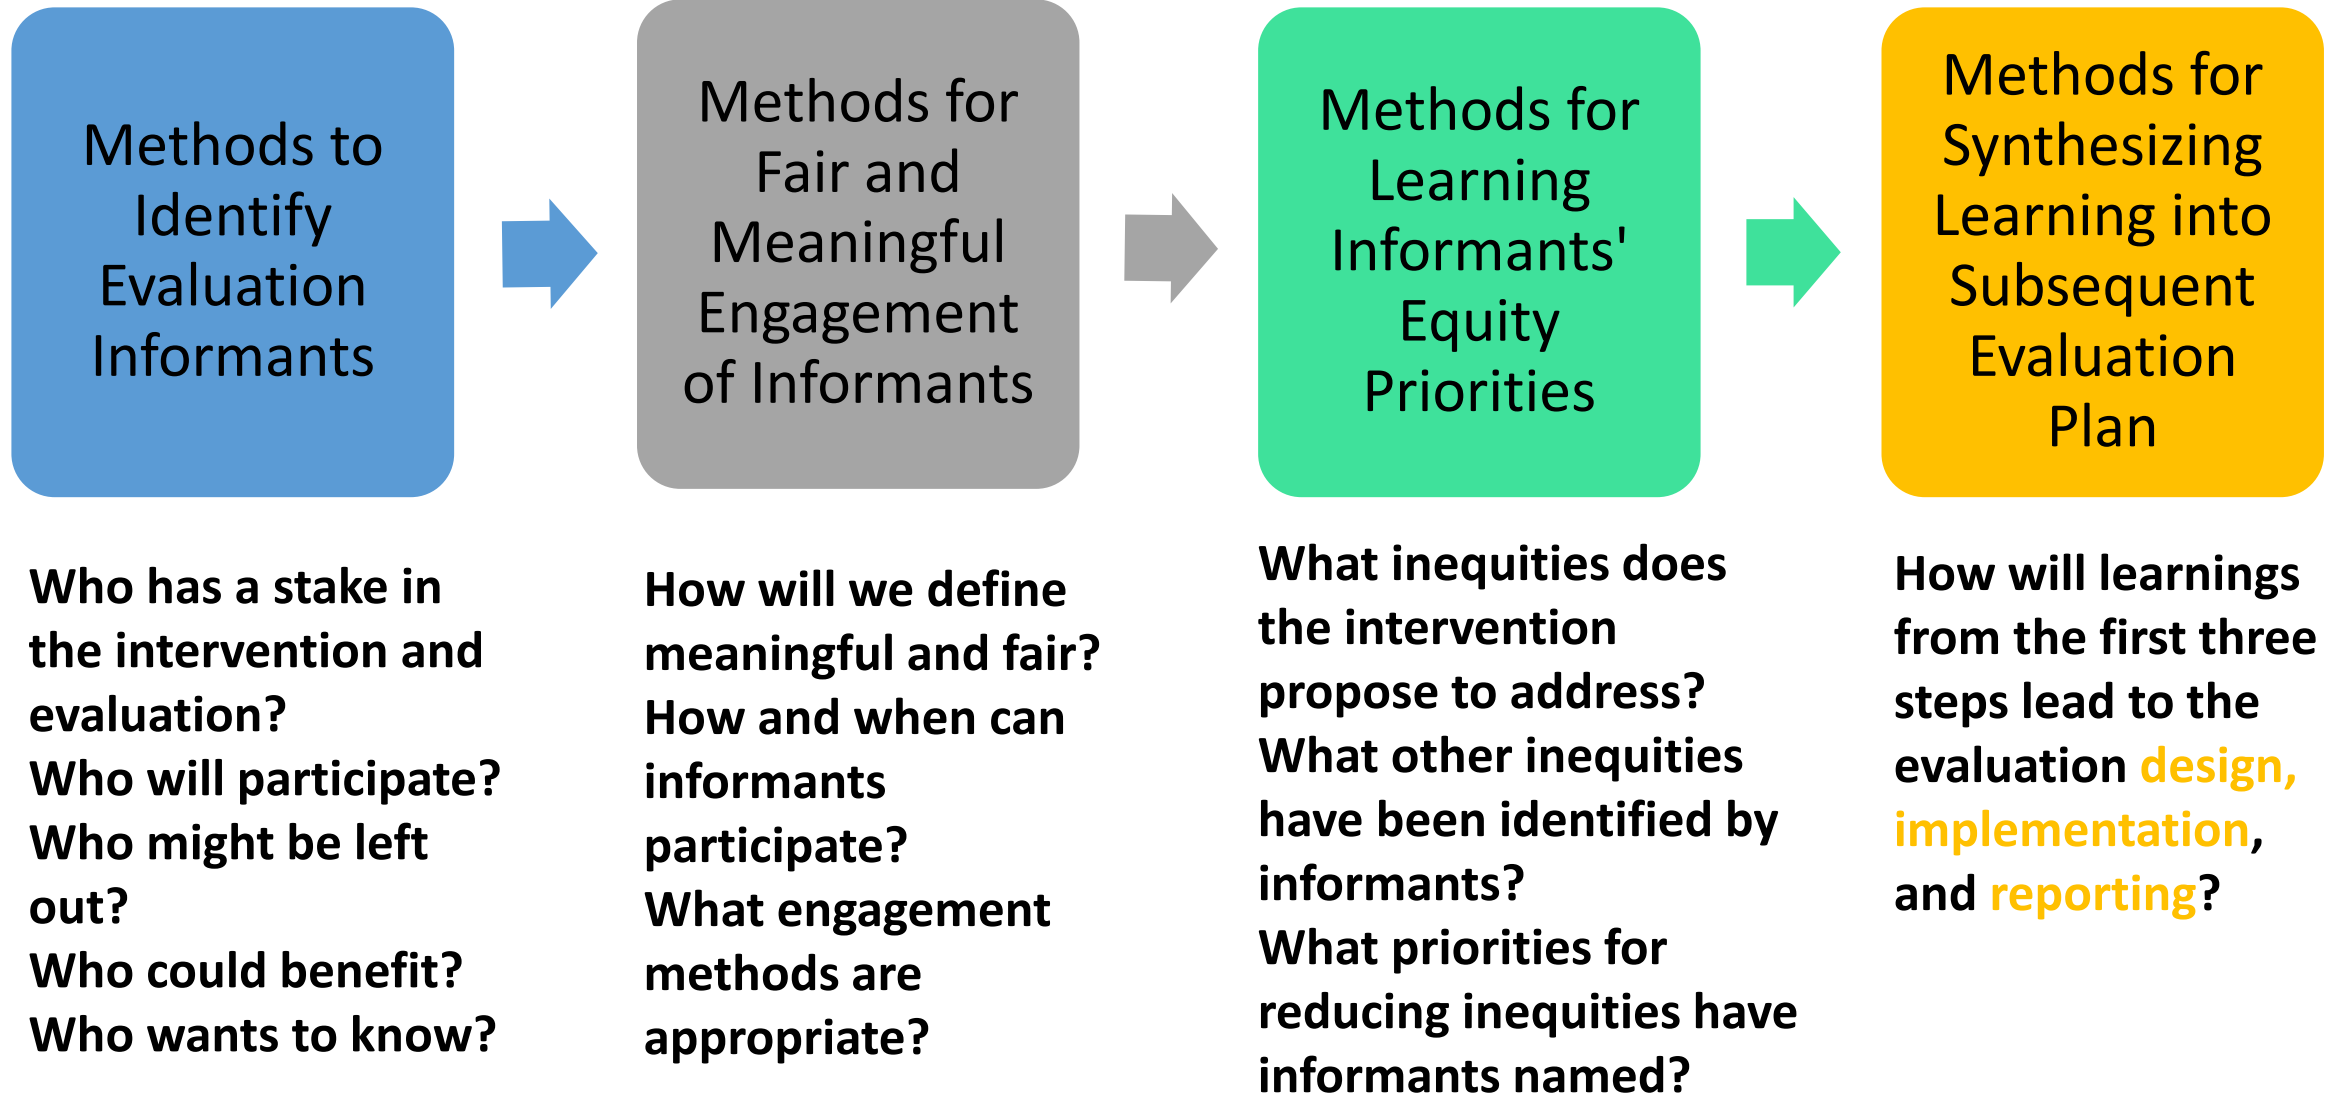 Methods to
Identify
Evaluation
Informants
Methods for
Fair and
Meaningful
Engagement
of Informants
Methods for
Learning
Informants'
Equity
Priorities
Methods for
Synthesizing
Learning into
Subsequent
Evaluation
Plan
Who has a stake in
the intervention and
evaluation?
Who will participate?
Who might be left
out?
Who could benefit?
Who wants to know?
How will we define
meaningful and fair?
How and when can
informants
participate?
What engagement
methods are
appropriate?
What inequities does
the intervention
propose to address?
What other inequities
have been identified by
informants?
What priorities for
reducing inequities have
informants named?
How will learnings
from the first three
steps lead to the
evaluation design,
implementation,
and reporting?